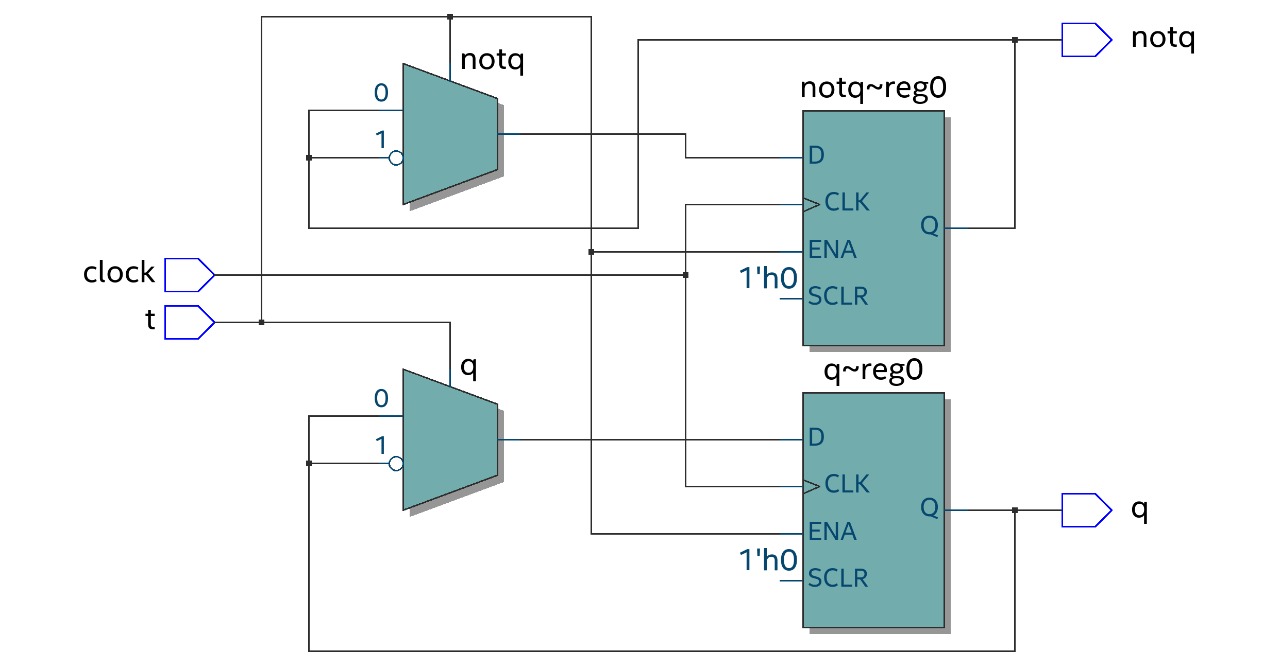 notq
notq
0
1
notq~reg0
D
CLK
ENA
1'h0
SCLR
Q
clock
t
q
0
1
q~reg0
D
CLK
ENA
1'h0
SCLR
Q
q